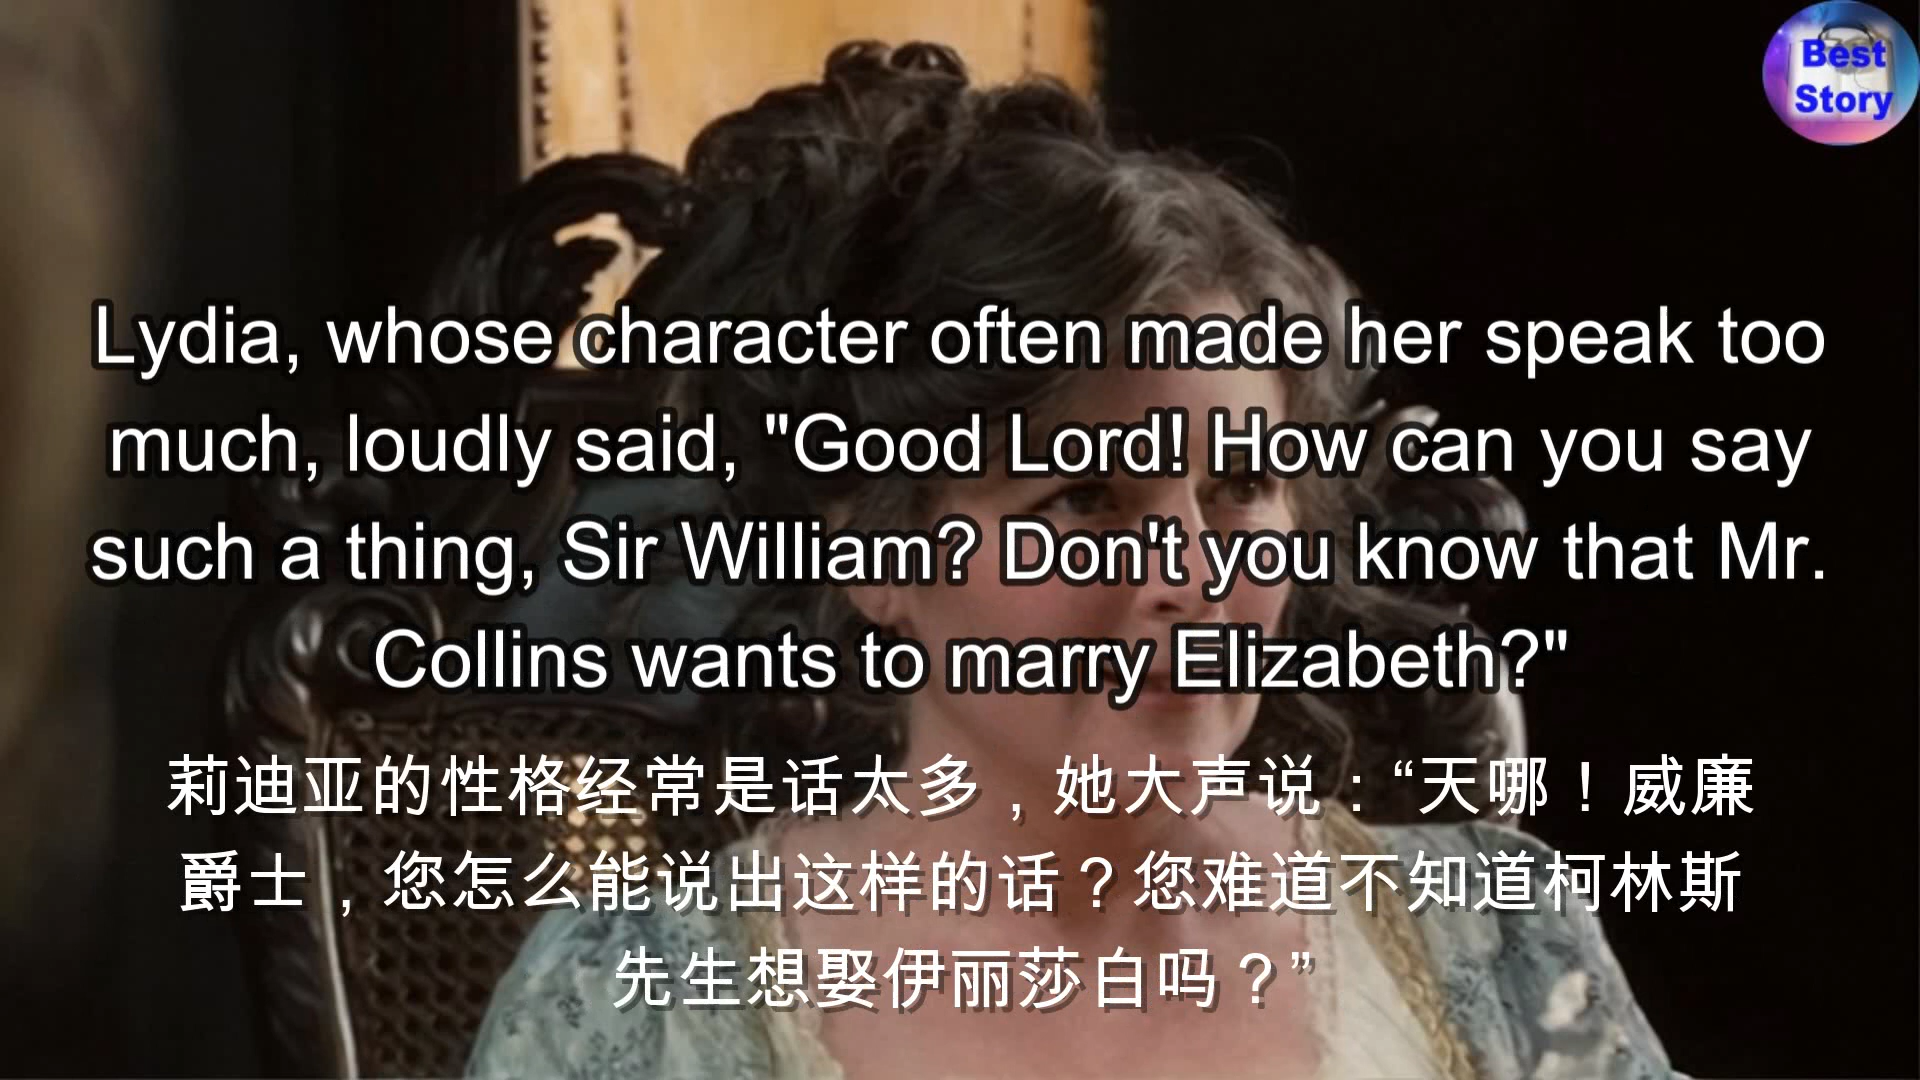 Best
Story
Lydia, whose character often made her speak too
much, loudly said, "Good Lord! How can you say
such a thing, Sir William? Don't you know that Mr.
Collins wants to marry Elizabeth?"
莉迪亚的性格经常是话太多，她大声说：“天哪！威廉
爵士，您怎么能说出这样的话？您难道不知道柯林斯
先生想娶伊丽莎白吗？”